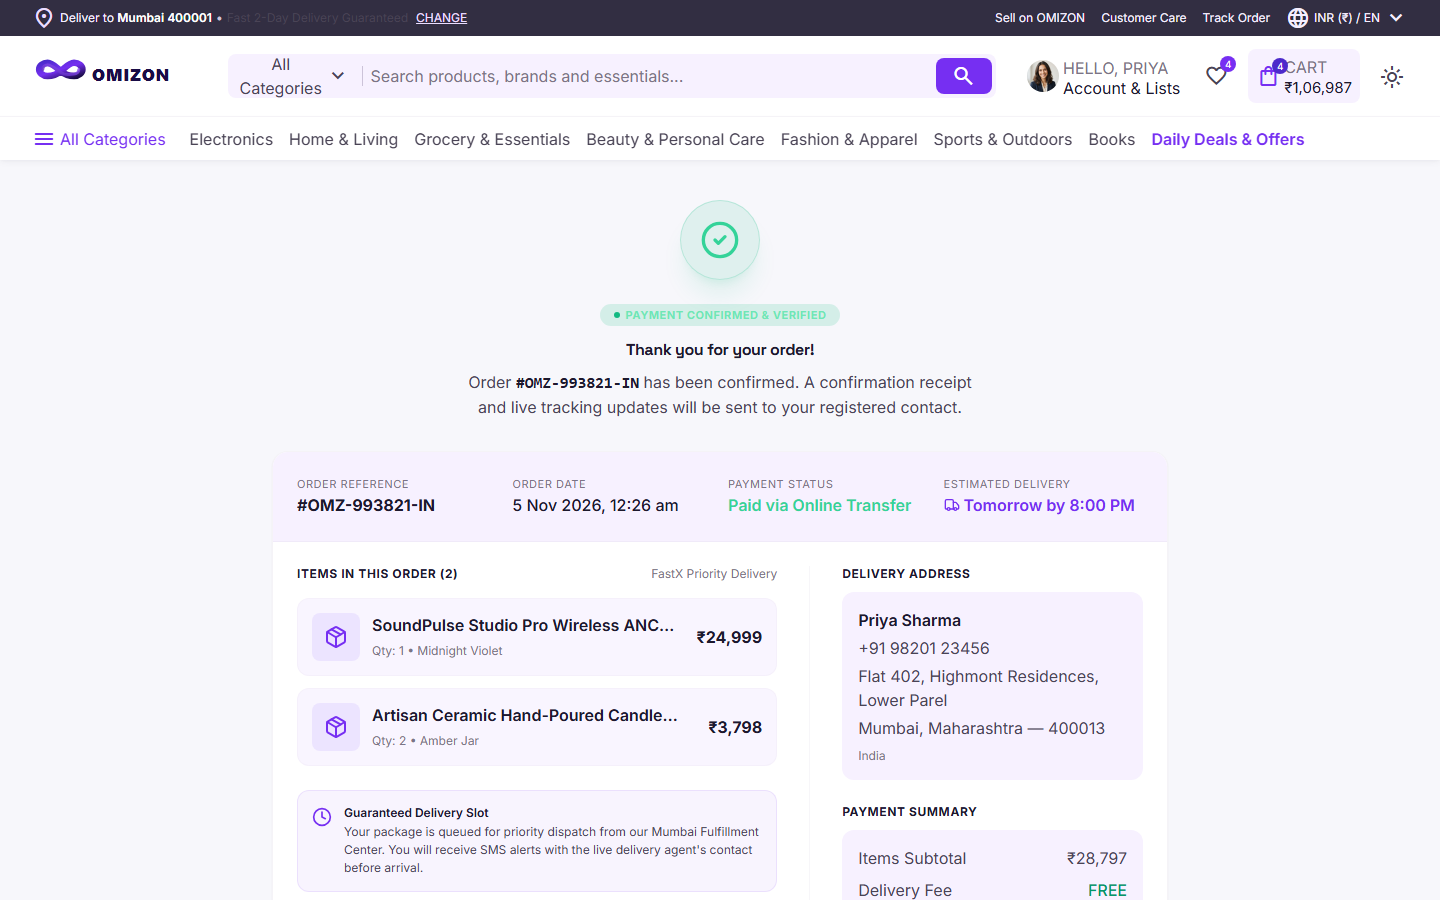 Deliver to Mumbai 400001 • Fast 2-Day Delivery Guaranteed CHANGE
Sell on OMIZON Customer Care Track Order INR (₹) / EN
OMIZON
All Categories
Search products, brands and essentials...
HELLO, PRIYA
Account & Lists
4
4
CART
₹1,06,987
All Categories Electronics Home & Living Grocery & Essentials Beauty & Personal Care Fashion & Apparel Sports & Outdoors Books Daily Deals & Offers
PAYMENT CONFIRMED & VERIFIED
Thank you for your order!
Order #OMZ-993821-IN has been confirmed. A confirmation receipt
and live tracking updates will be sent to your registered contact.
ORDER REFERENCE
#OMZ-993821-IN
ORDER DATE
5 Nov 2026, 12:26 am
PAYMENT STATUS
Paid via Online Transfer
ESTIMATED DELIVERY
Tomorrow by 8:00 PM
ITEMS IN THIS ORDER (2)
FastX Priority Delivery
SoundPulse Studio Pro Wireless ANC...
Qty: 1 • Midnight Violet
₹24,999
Artisan Ceramic Hand-Poured Candle...
Qty: 2 • Amber Jar
₹3,798
Guaranteed Delivery Slot
Your package is queued for priority dispatch from our Mumbai Fulfillment
Center. You will receive SMS alerts with the live delivery agent's contact
before arrival.
DELIVERY ADDRESS
Priya Sharma
+91 98201 23456
Flat 402, Highmont Residences,
Lower Parel
Mumbai, Maharashtra — 400013
India
PAYMENT SUMMARY
Items Subtotal ₹28,797
Delivery Fee FREE